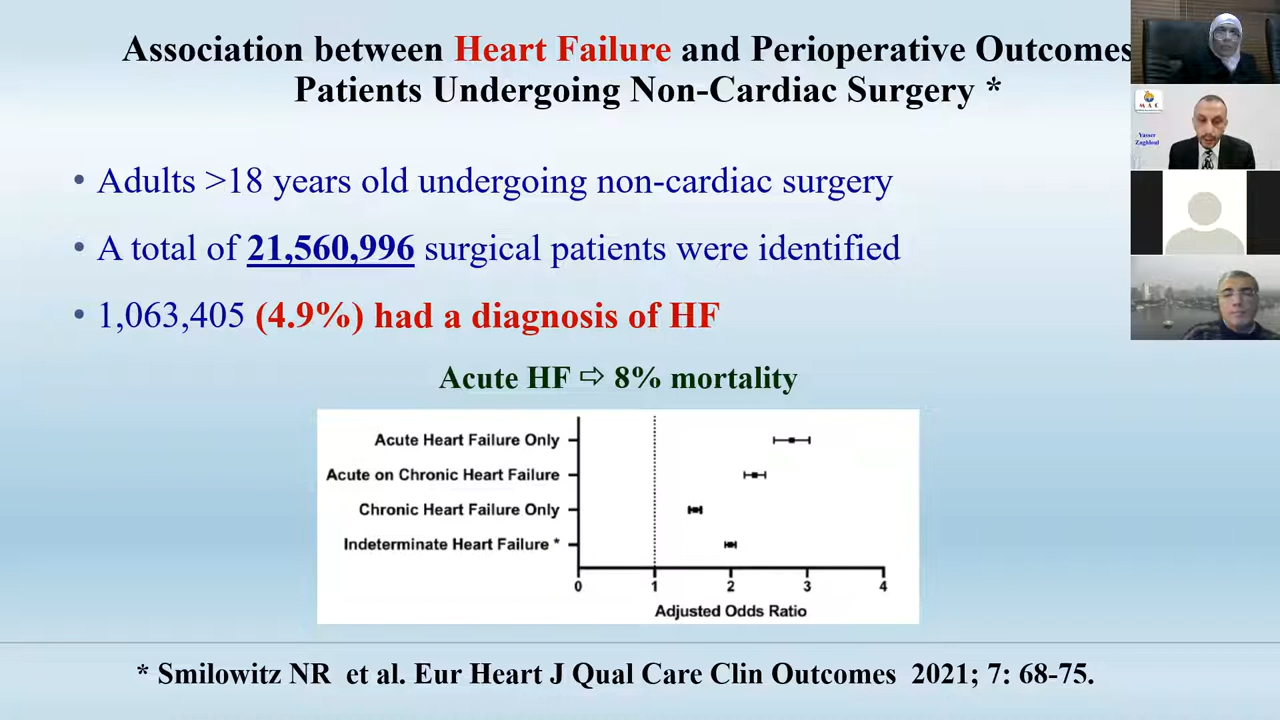 Association between Heart Failure and Perioperative Outcomes
Patients Undergoing Non-Cardiac Surgery *
• Adults >18 years old undergoing non-cardiac surgery
• A total of 21,560,996 surgical patients were identified
• 1,063,405 (4.9%) had a diagnosis of HF
Acute HF ⇨ 8% mortality
Acute Heart Failure Only
Acute on Chronic Heart Failure
Chronic Heart Failure Only
Indeterminate Heart Failure *
0 1 2 3 4
Adjusted Odds Ratio
* Smilowitz NR et al. Eur Heart J Qual Care Clin Outcomes 2021; 7: 68-75.
M A C
Yasser
Zaghloul